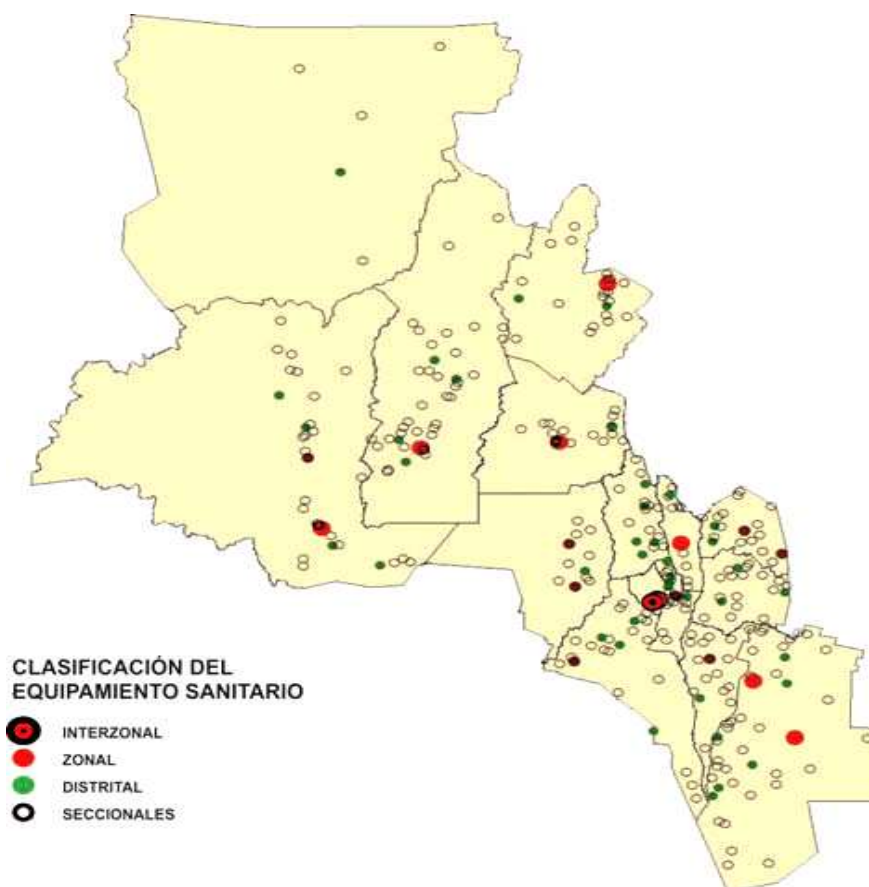 CLASIFICACIÓN DEL
EQUIPAMIENTO SANITARIO
INTERZONAL
ZONAL
DISTRITAL
SECCIONALES